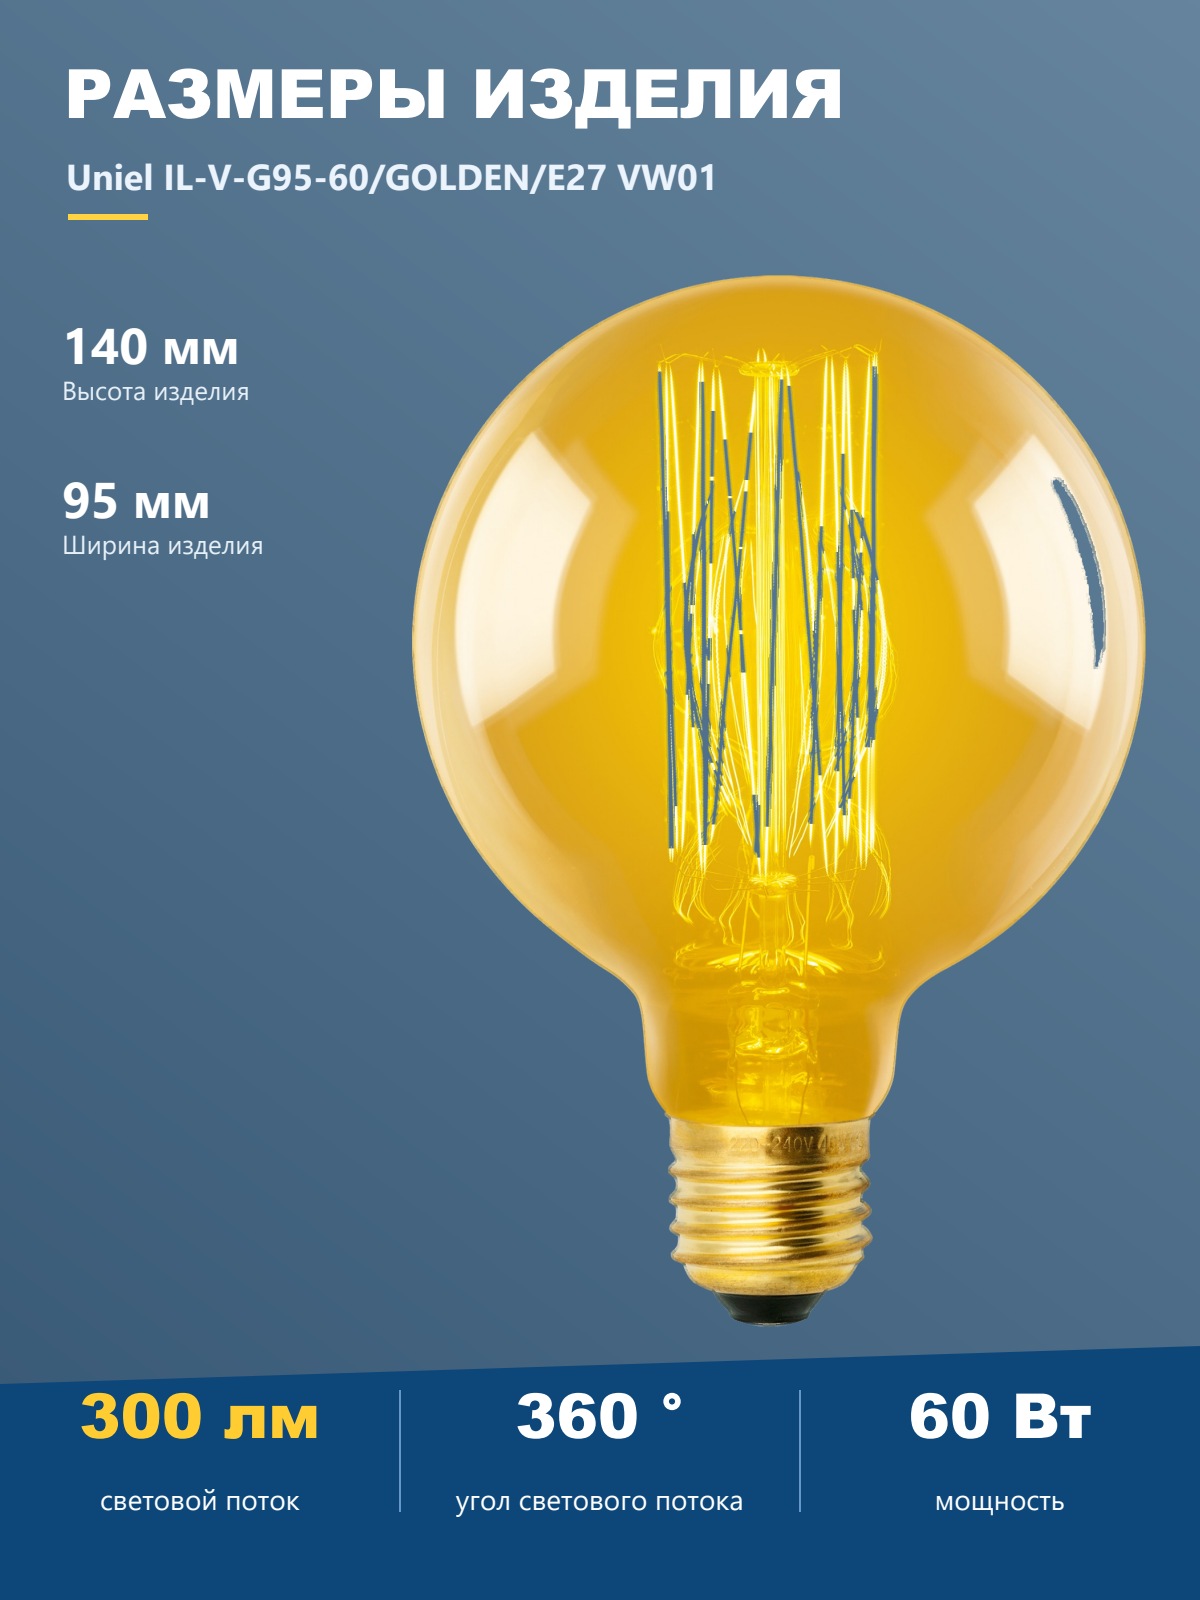 РАЗМЕРЫ ИЗДЕЛИЯ
Uniel IL-V-G95-60/GOLDEN/E27 VW01
140 мм
Высота изделия
95 мм
Ширина изделия
300 лм
световой поток
360 °
угол светового потока
60 Вт
мощность